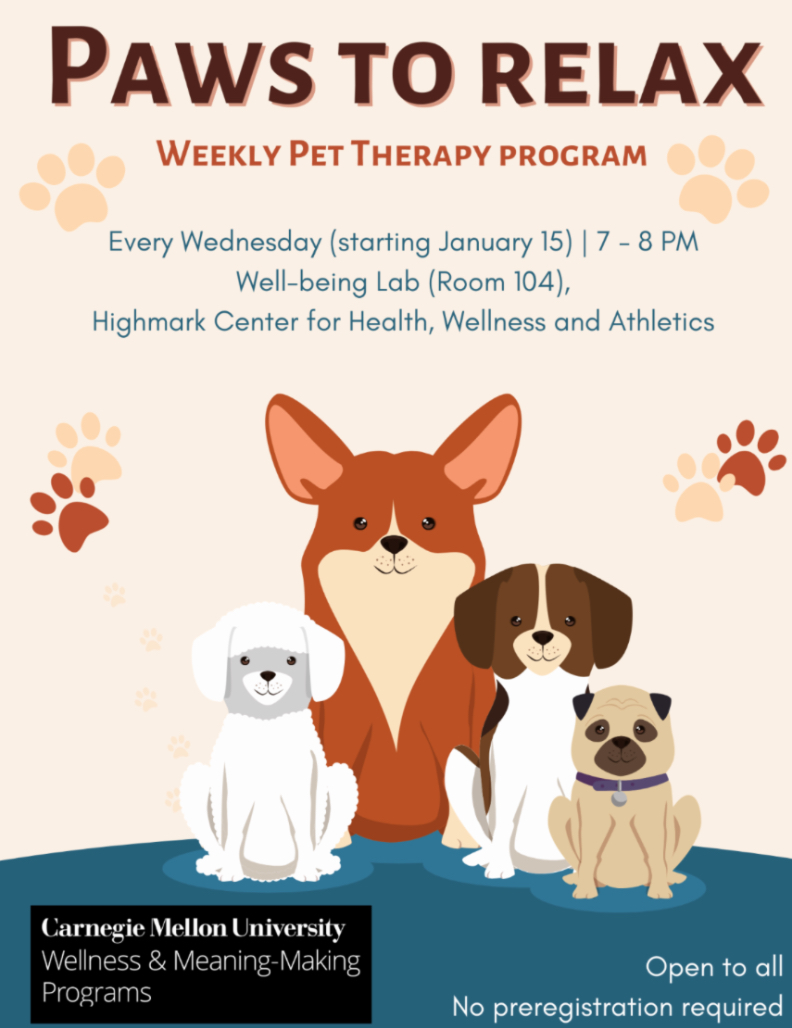 PAWS TO RELAX
WEEKLY PET THERAPY PROGRAM
Every Wednesday (starting January 15) | 7 - 8 PM
Well-being Lab (Room 104),
Highmark Center for Health, Wellness and Athletics
Carnegie Mellon University
Wellness & Meaning-Making
Programs
Open to all
No preregistration required